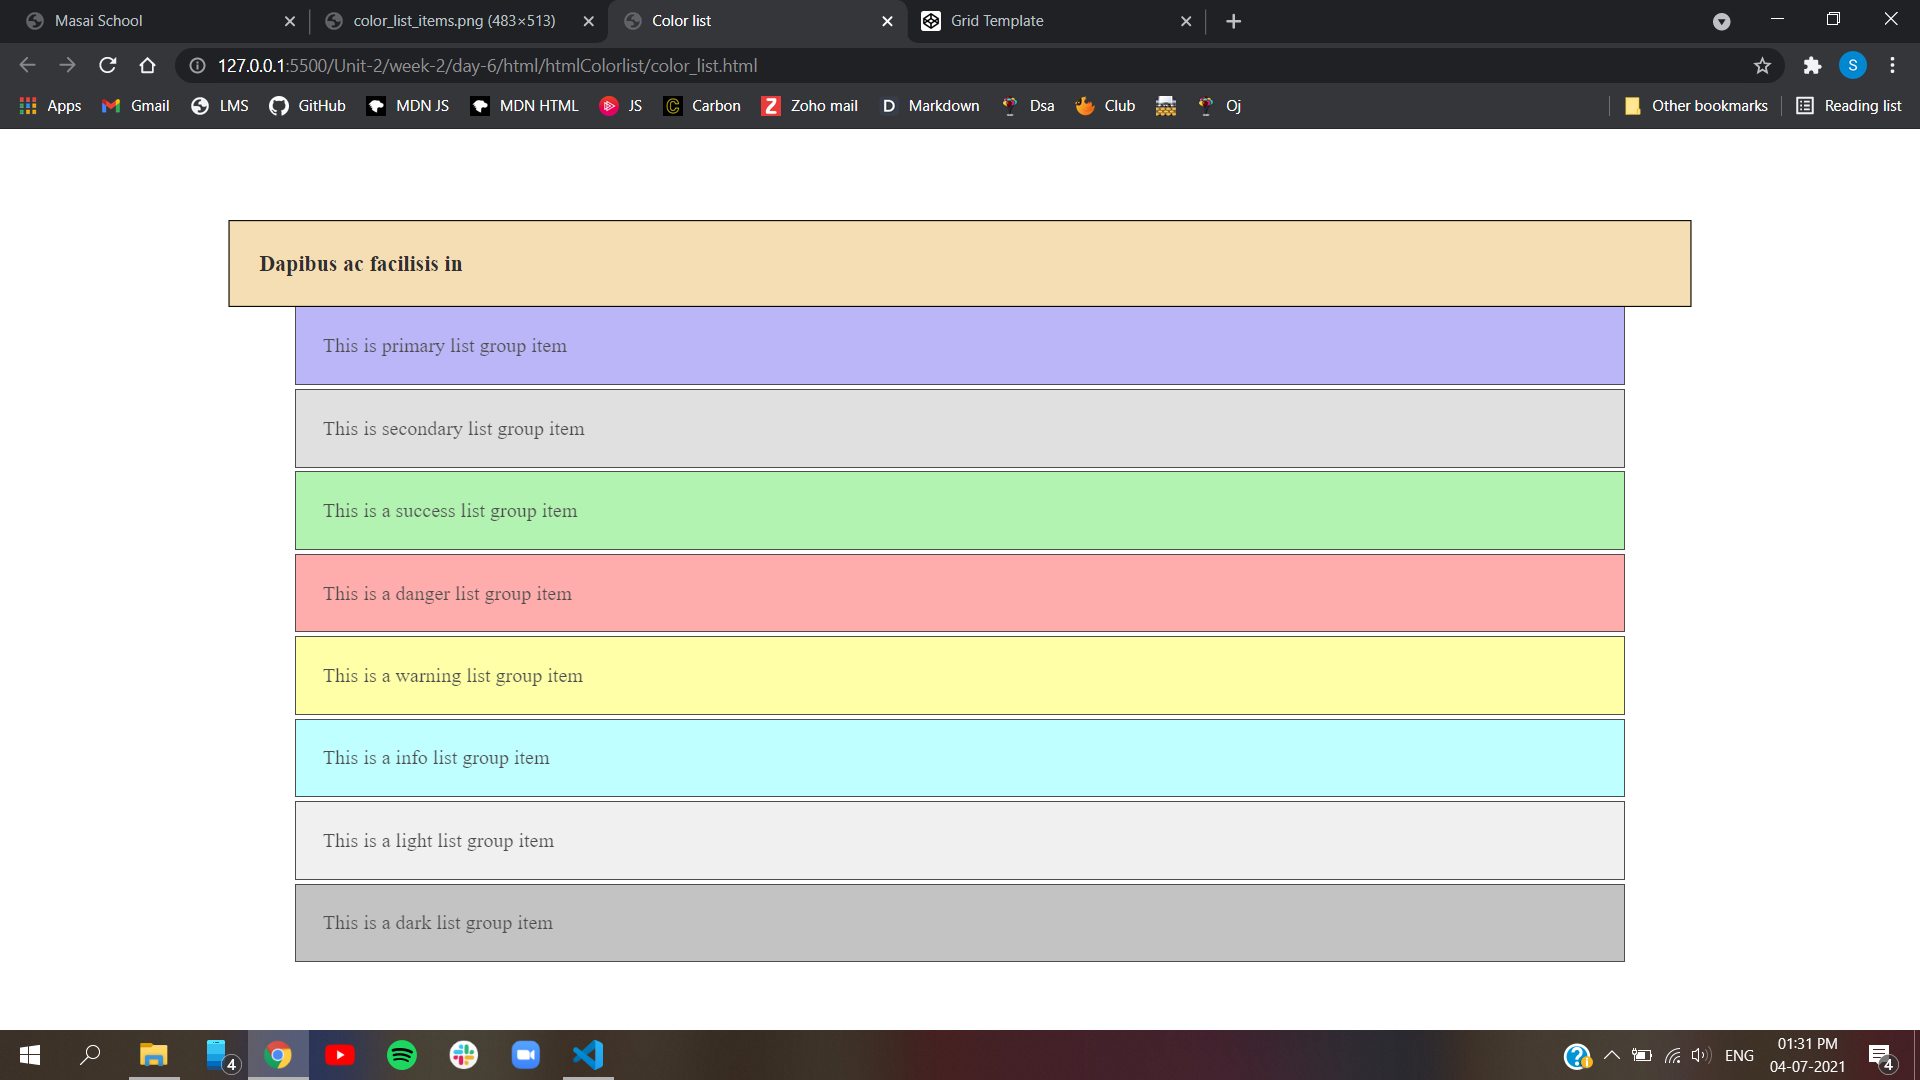 Masai School
color_list_items.png (483×513)
Color list
Grid Template
127.0.0.1:5500/Unit-2/week-2/day-6/html/htmlColorlist/color_list.html
S
Apps
Gmail
LMS
GitHub
MDN JS
MDN HTML
JS
Carbon
Zoho mail
D
Markdown
Dsa
Club
Oj
Other bookmarks
Reading list
Dapibus ac facilisis in
This is primary list group item
This is secondary list group item
This is a success list group item
This is a danger list group item
This is a warning list group item
This is a info list group item
This is a light list group item
This is a dark list group item
4
ENG
01:31 PM
04-07-2021
4